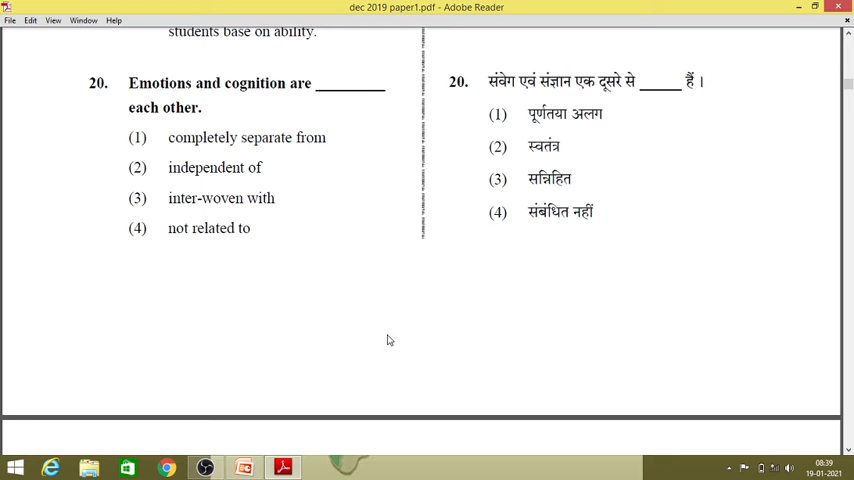 dec 2019 paper1.pdf - Adobe Reader
File Edit View Window Help
students base on ability.
20. Emotions and cognition are ________
each other.
(1) completely separate from
(2) independent of
(3) inter-woven with
(4) not related to
20. संवेग एवं संज्ञान एक दूसरे से _____ हैं ।
(1) पूर्णतया अलग
(2) स्वतंत्र
(3) सन्निहित
(4) संबंधित नहीं
08:39
19-01-2021